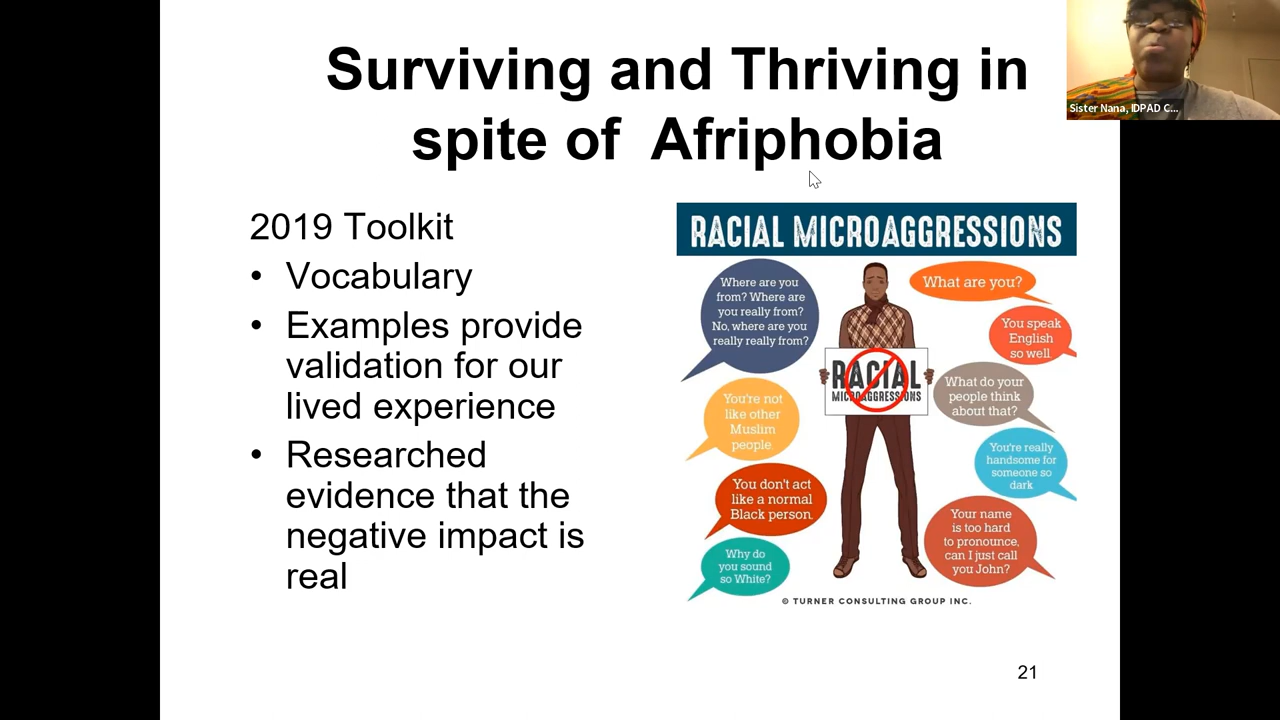 Surviving and Thriving in
spite of Afriphobia
Sister Nana, IDPAD C...
2019 Toolkit
• Vocabulary
• Examples provide
validation for our
lived experience
• Researched
evidence that the
negative impact is
real
RACIAL MICROAGGRESSIONS
Where are you
from? Where are
you really from?
No, where are you
really really from?
What are you?
You speak
English
so well
RACIAL
MICROAGGRESSIONS
You're not
like other
Muslim
people.
What do your
people think
about that?
You're really
handsome for
someone so
dark
You don't act
like a normal
Black person.
Your name
is too hard
to pronounce,
can I just call
you John?
Why do
you sound
so White?
© TURNER CONSULTING GROUP INC.
21